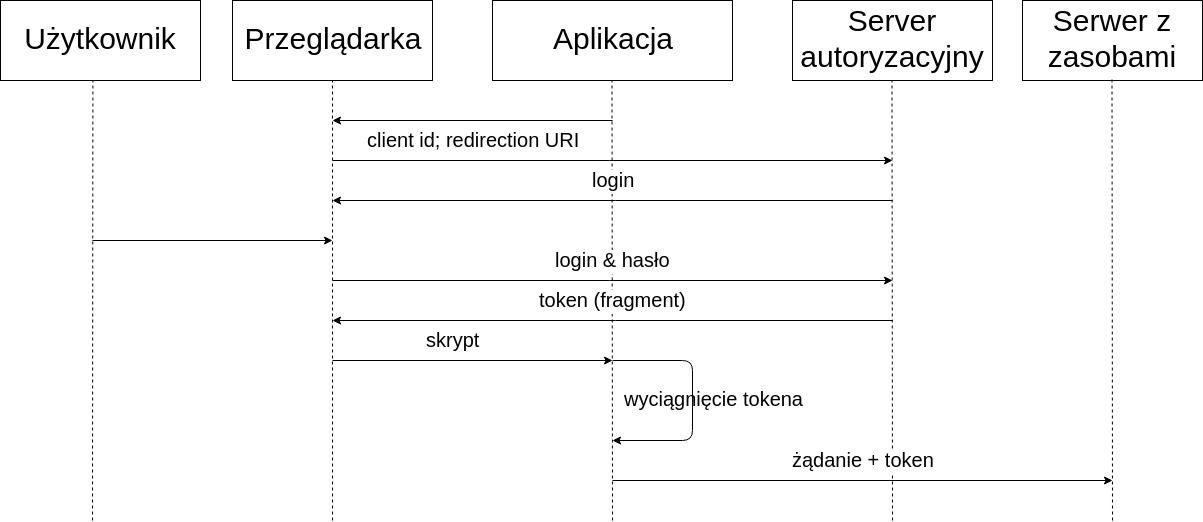 Użytkownik
Przeglądarka
Aplikacja
Server
autoryzacyjny
Serwer z
zasobami
client id; redirection URI
login
login & hasło
token (fragment)
skrypt
wyciągnięcie tokena
żądanie + token